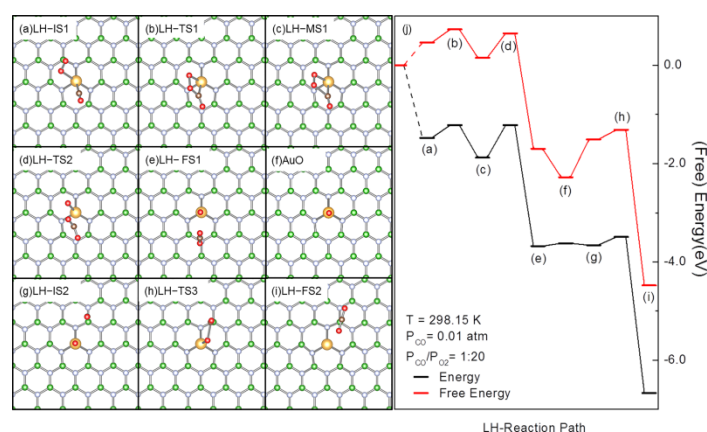 (a)LH-IS1
(b)LH-TS1
(c)LH-MS1
(d)LH-TS2
(e)LH-FS1
(f)AuO
(g)LH-IS2
(h)LH-TS3
(i)LH-FS2
(j)
(b)
(d)
(a)
(c)
(f)
(h)
(e)
(g)
(i)
T = 298.15 K
P_CO= 0.01 atm
P_CO/P_O2= 1:20
Energy
Free Energy
0.0
-2.0
-4.0
-6.0
(Free) Energy(eV)
LH-Reaction Path